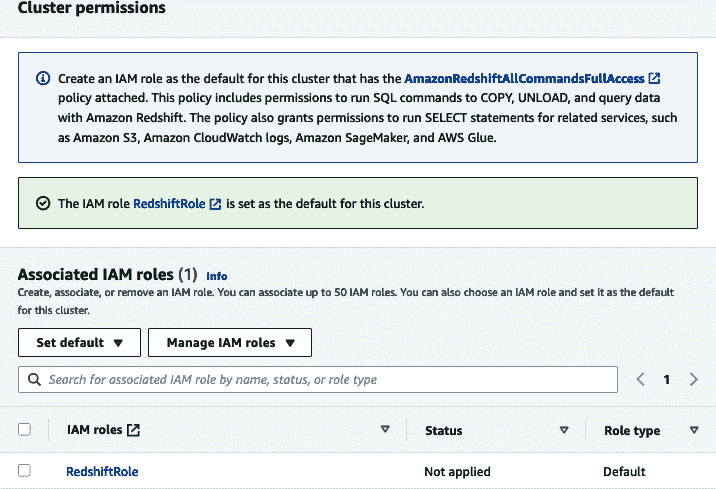 Cluster permissions
Create an IAM role as the default for this cluster that has the AmazonRedshiftAllCommandsFullAccess
policy attached. This policy includes permissions to run SQL commands to COPY, UNLOAD, and query data
with Amazon Redshift. The policy also grants permissions to run SELECT statements for related services, such
as Amazon S3, Amazon CloudWatch logs, Amazon SageMaker, and AWS Glue.
The IAM role RedshiftRole is set as the default for this cluster.
Associated IAM roles (1) Info
Create, associate, or remove an IAM role. You can associate up to 50 IAM roles. You can also choose an IAM role and set it as the default
for this cluster.
Set default Manage IAM roles
Search for associated IAM role by name, status, or role type 1
IAM roles Status Role type
RedshiftRole Not applied Default